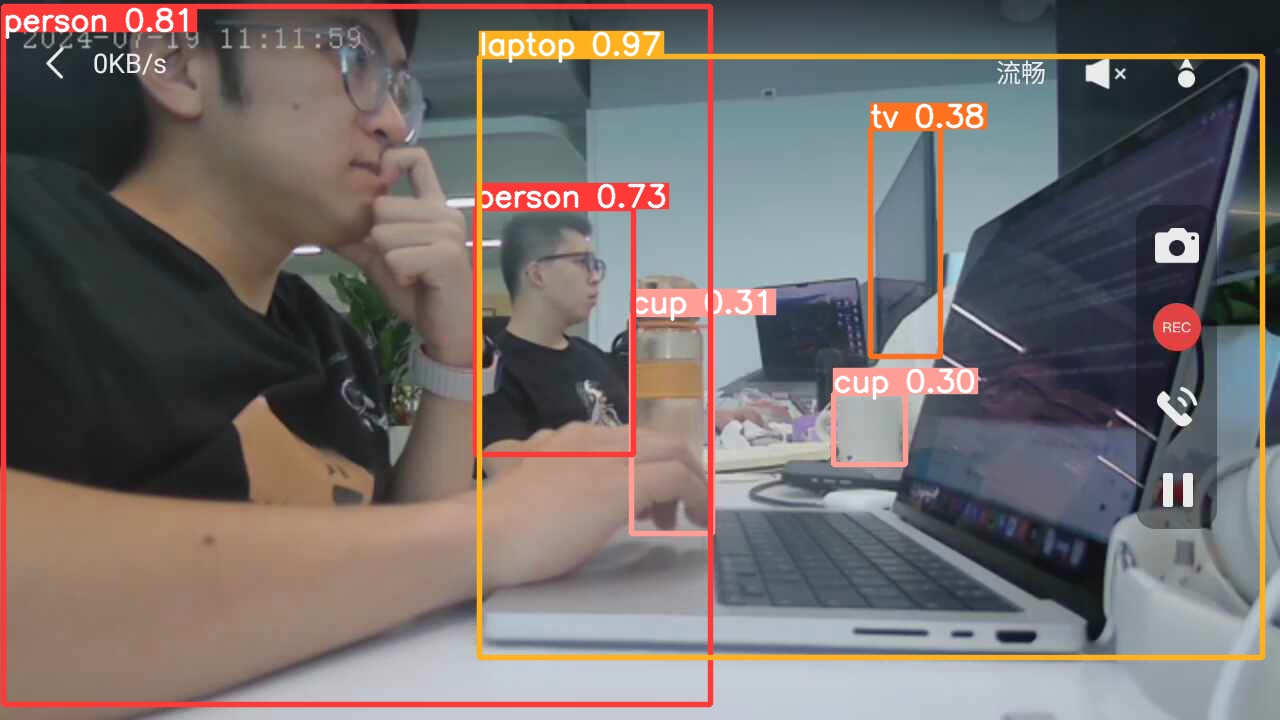 person 0.81
2024-07-19 11:11:59
0KB/s
laptop 0.97
流畅
tv 0.38
person 0.73
cup 0.31
REC
cup 0.30